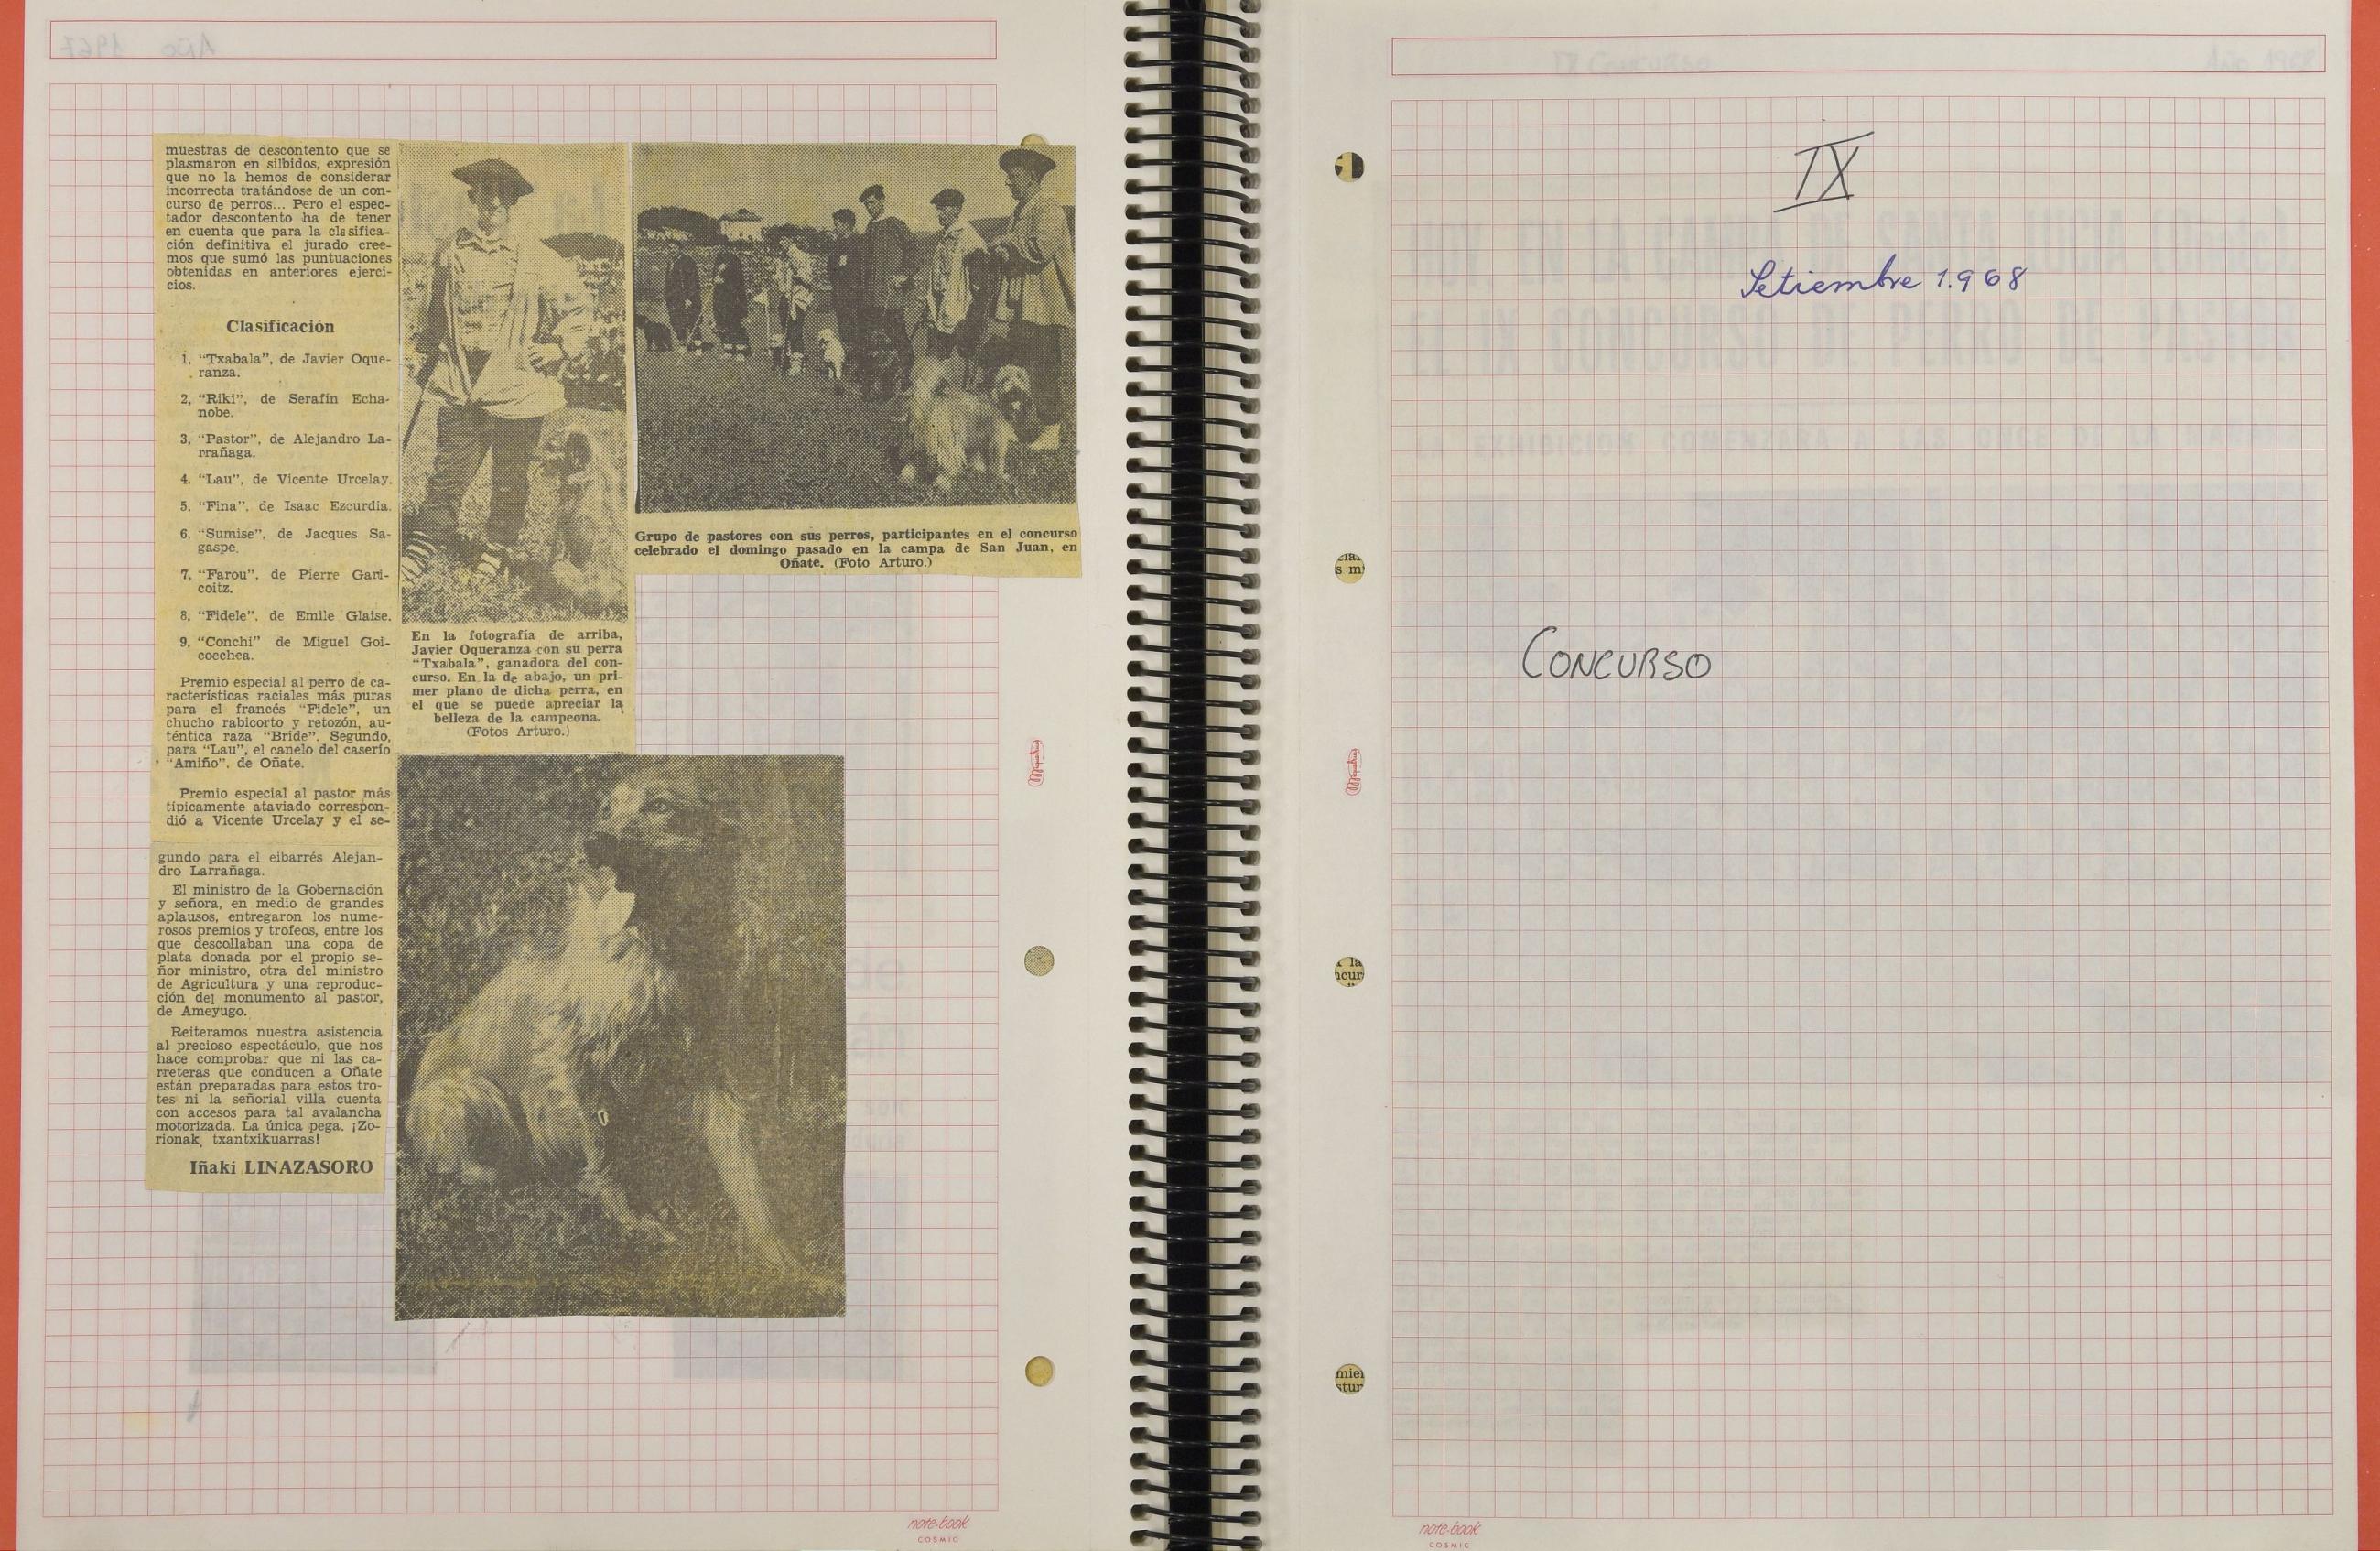 muestras de descontento que se
plasmaron en silbidos, expresión
que no la hemos de considerar
incorrecta tratándose de un con-
curso de perros... Pero el espec-
tador descontento ha de tener
en cuenta que para la clasifica-
ción definitiva el jurado cree-
mos que sumó las puntuaciones
obtenidas en anteriores ejerci-
cios.
Clasificación
1, "Txabala", de Javier Oque-
ranza.
2, "Riki", de Serafín Echa-
nobe.
3, "Pastor", de Alejandro La-
rrañaga.
4. "Lau", de Vicente Urcelay.
5. "Fina", de Isaac Ezcurdia.
6, "Sumise", de Jacques Sa-
gaspe.
7, "Farou", de Pierre Gari-
coitz.
8, "Fidele", de Emile Glaise.
9, "Conchi" de Miguel Goi-
coechea.
Premio especial al perro de ca-
racterísticas raciales más puras
para el francés "Fidele", un
chucho rabicorto y retozón, au-
téntica raza "Bride". Segundo,
para "Lau", el canelo del caserío
"Amiño", de Oñate.
Premio especial al pastor más
típicamente ataviado correspon-
dió a Vicente Urcelay y el se-
gundo para el eibarrés Alejan-
dro Larrañaga.
El ministro de la Gobernación
y señora, en medio de grandes
aplausos, entregaron los nume-
rosos premios y trofeos, entre los
que descollaban una copa de
plata donada por el propio se-
ñor ministro, otra del ministro
de Agricultura y una reproduc-
ción del monumento al pastor,
de Ameyugo.
Reiteramos nuestra asistencia
al precioso espectáculo, que nos
hace comprobar que ni las ca-
rreteras que conducen a Oñate
están preparadas para estos tro-
tes ni la señorial villa cuenta
con accesos para tal avalancha
motorizada. La única pega. ¡Zo-
rionak, txantxikuarras!
Iñaki LINAZASORO
En la fotografía de arriba,
Javier Oqueranza con su perra
"Txabala", ganadora del con-
curso. En la de abajo, un pri-
mer plano de dicha perra, en
el que se puede apreciar la
belleza de la campeona.
(Fotos Arturo.)
Grupo de pastores con sus perros, participantes en el concurso
celebrado el domingo pasado en la campa de San Juan, en
Oñate. (Foto Arturo.)
note-book
COSMIC
IX
Setiembre 1.968
CONCURSO
note-book
COSMIC